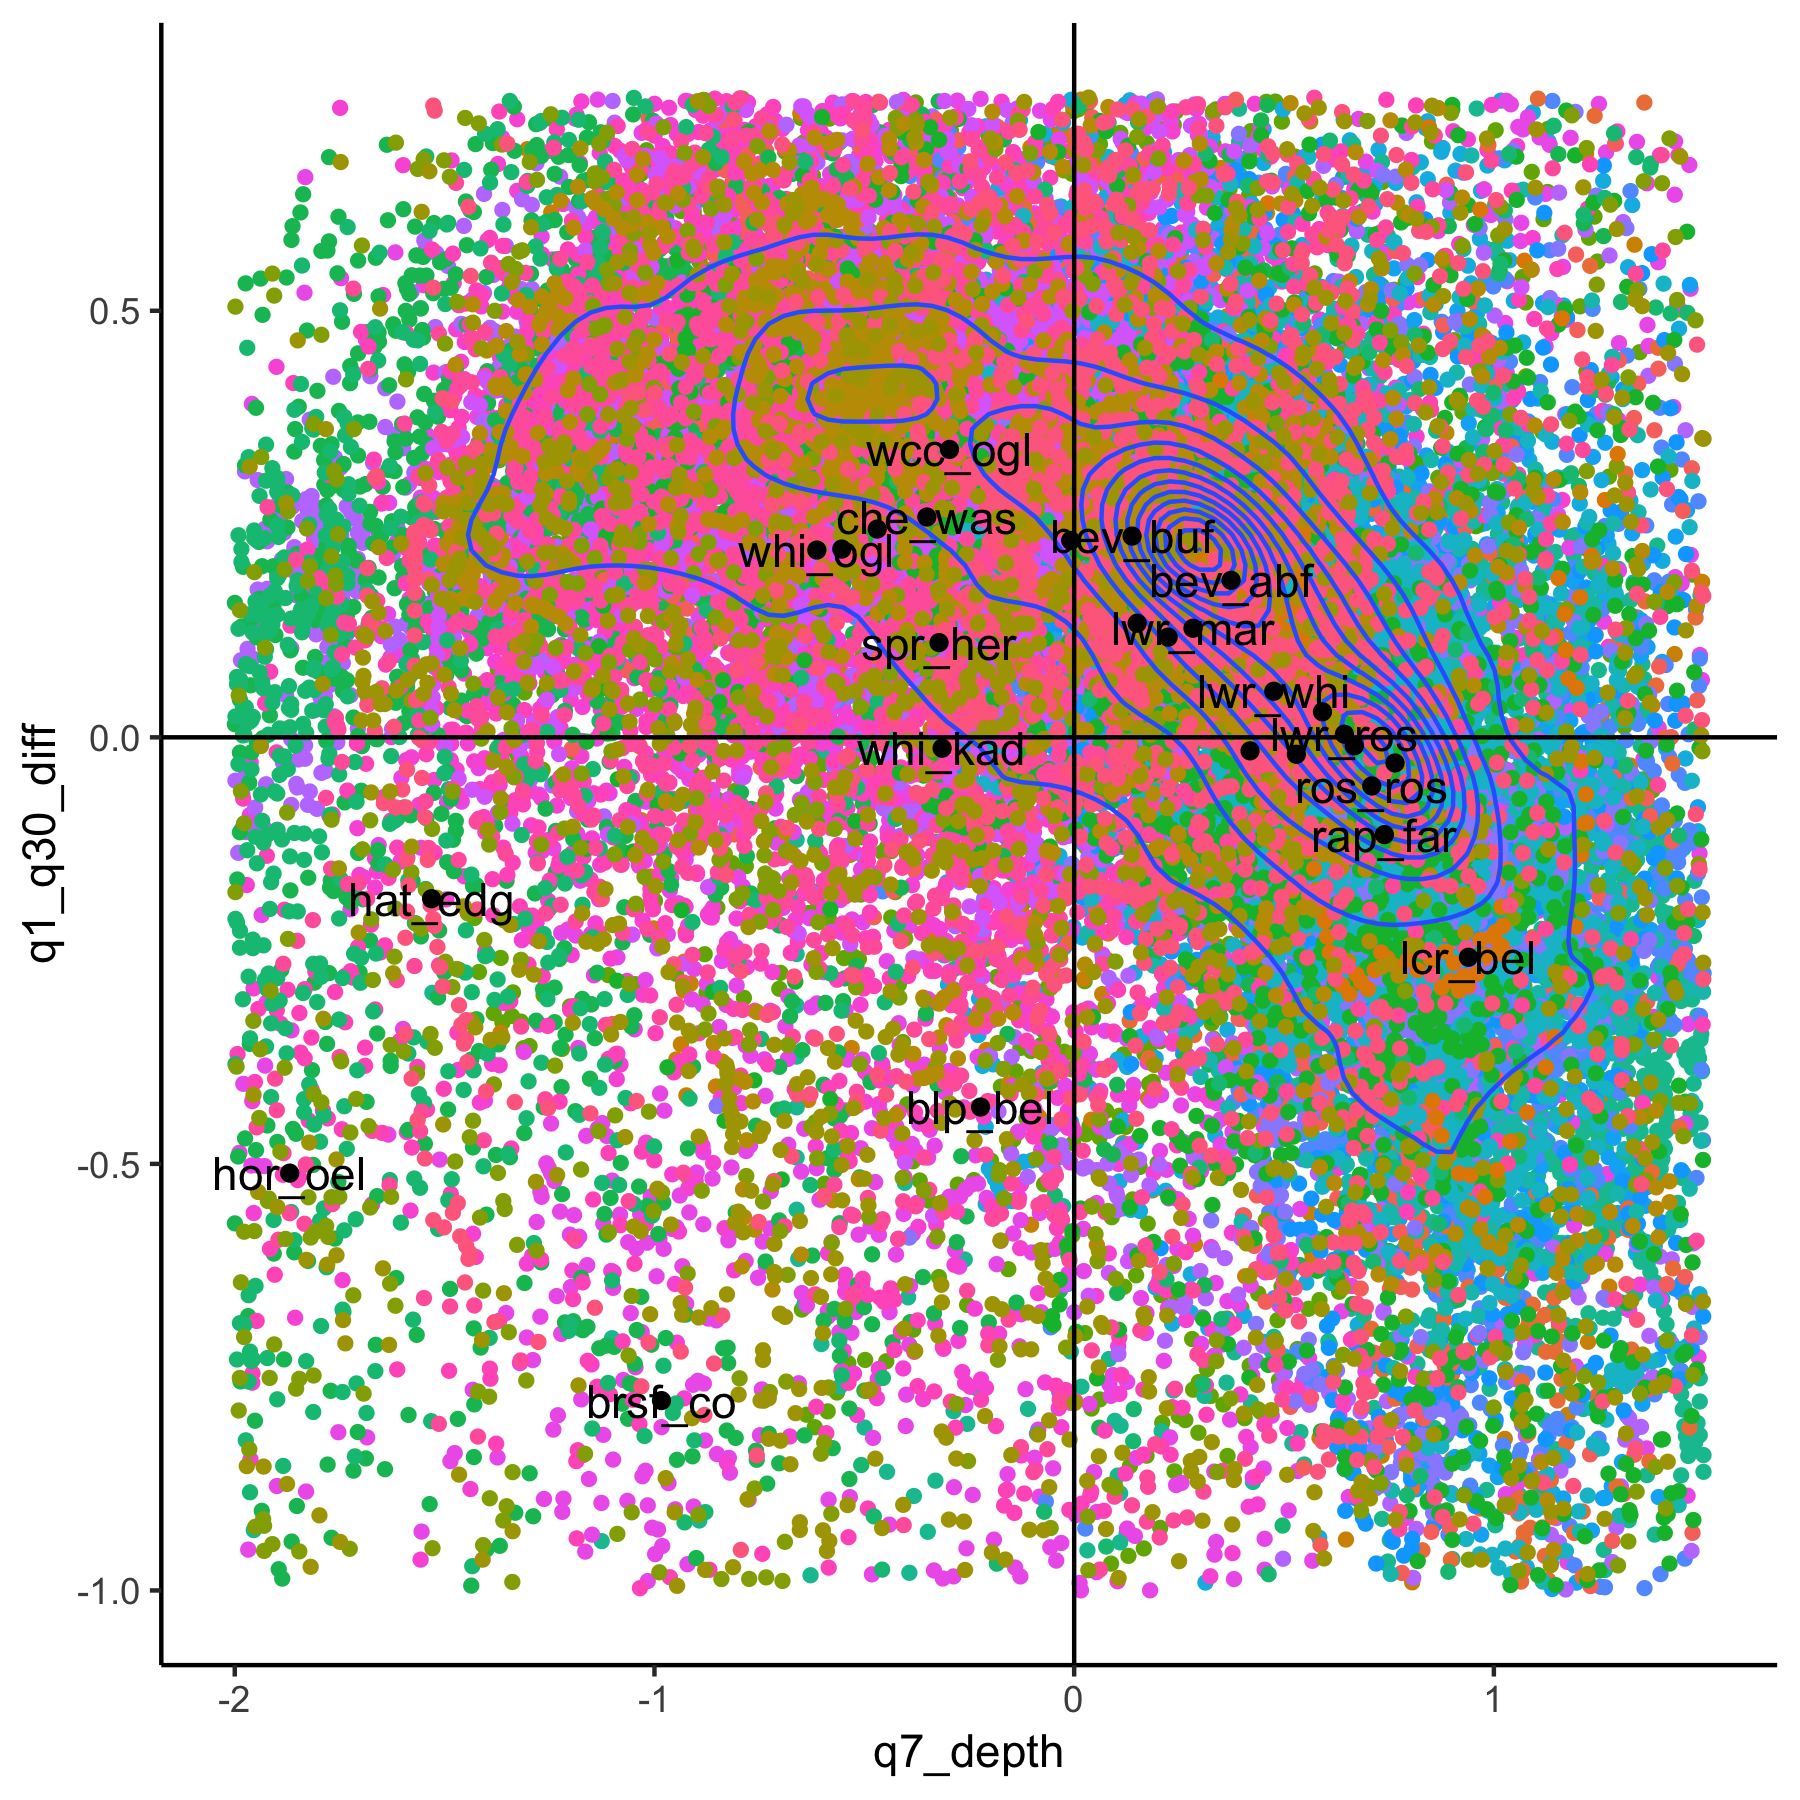 q1_q30_diff
0.5
0.0
-0.5
-1.0
wcc_ogl
che_was
whi_ogl
bev_buf
bev_abf
lwr_mar
spr_her
lwr_whi
lwr_ros
whi_kad
ros_ros
rap_far
hat_edg
lcr_bel
blp_bel
hor_oel
brsf_co
-2
-1
0
1
q7_depth